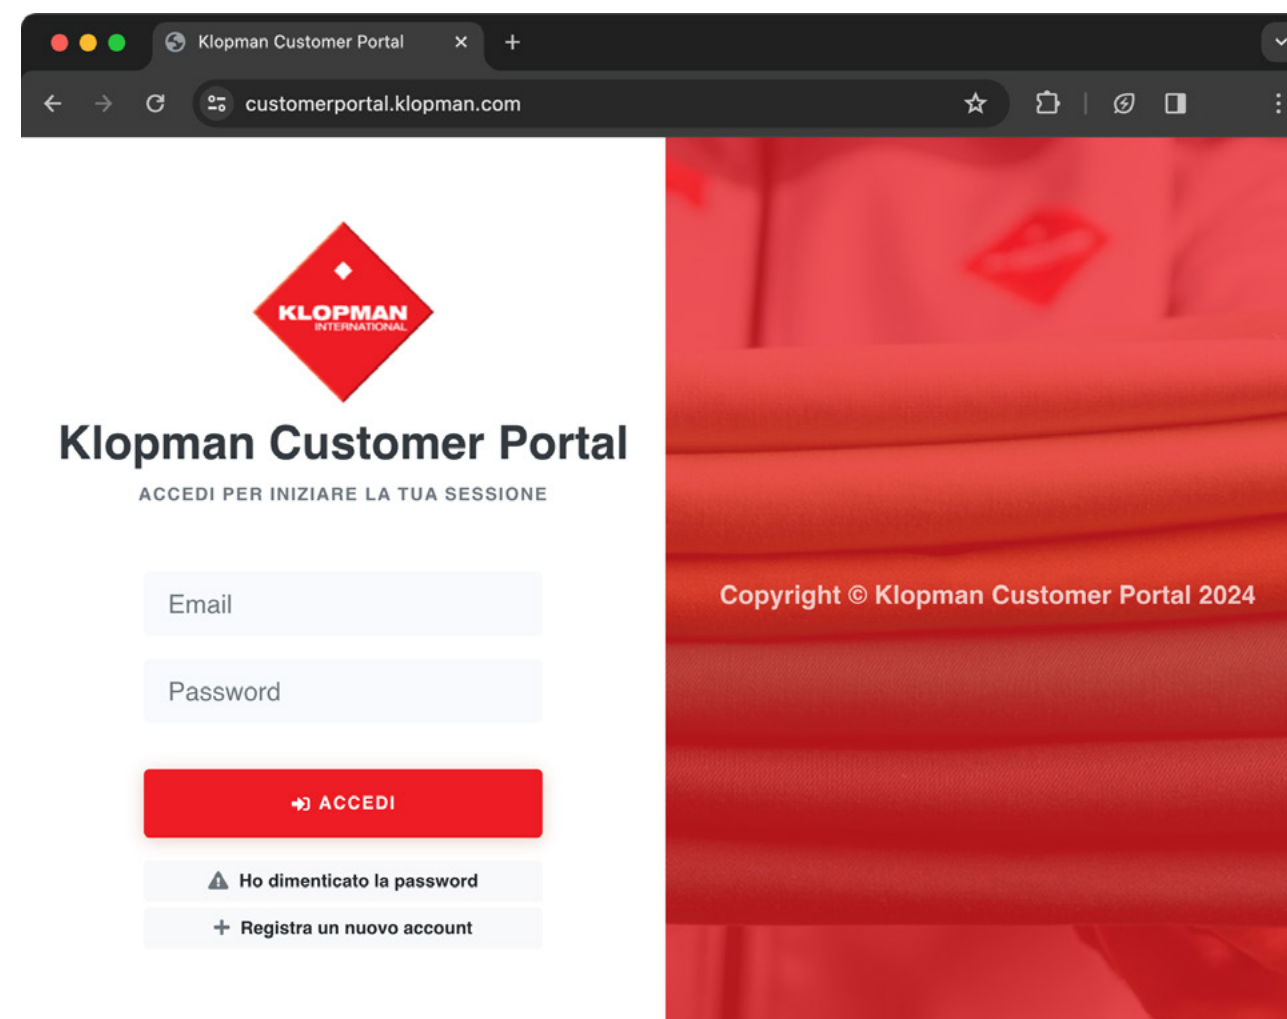 Klopman Customer Portal
customerportal.klopman.com
KLOPMAN
INTERNATIONAL
Klopman Customer Portal
ACCEDI PER INIZIARE LA TUA SESSIONE
Email
Password
ACCEDI
Ho dimenticato la password
Registra un nuovo account
Copyright © Klopman Customer Portal 2024